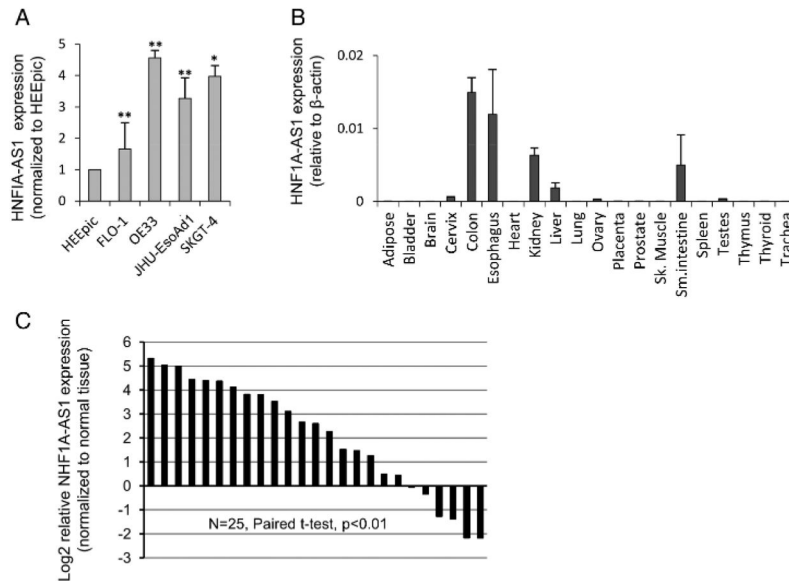 A
HNFIA-AS1 expression
(normalized to HEEpic)
5
4
3
2
1
0
**
**
**
*
HEEpic
FLO-1
OE33
JHU-EsoAd1
SKGT-4
B
HNF1A-AS1 expression
(relative to β-actin)
0.02
0.01
0
Adipose
Bladder
Brain
Cervix
Colon
Esophagus
Heart
Kidney
Liver
Lung
Ovary
Placenta
Prostate
Sk. Muscle
Sm.intestine
Spleen
Testes
Thymus
Thyroid
Trachea
C
Log2 relative NHF1A-AS1 expression
(normalized to normal tissue)
6
5
4
3
2
1
0
-1
-2
-3
N=25, Paired t-test, p<0.01